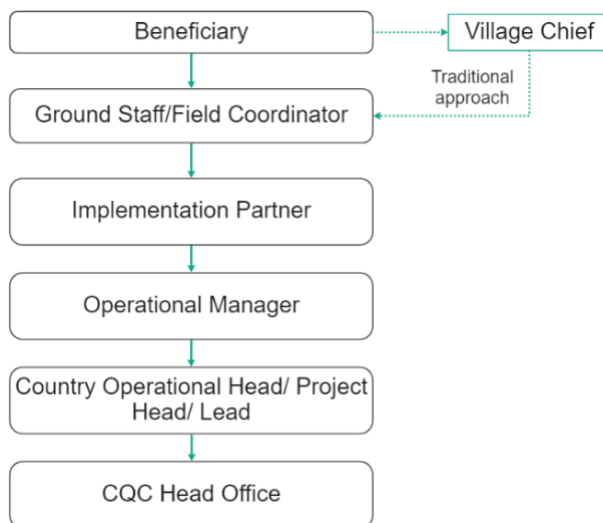 Beneficiary
Village Chief
Traditional
approach
Ground Staff/Field Coordinator
Implementation Partner
Operational Manager
Country Operational Head/ Project
Head/ Lead
CQC Head Office